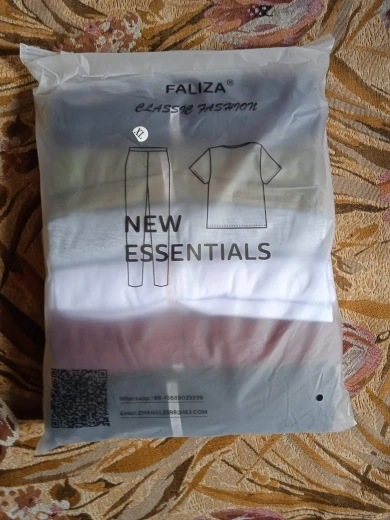 FALIZA®
CLASSIC FASHION
XL
NEW
ESSENTIALS